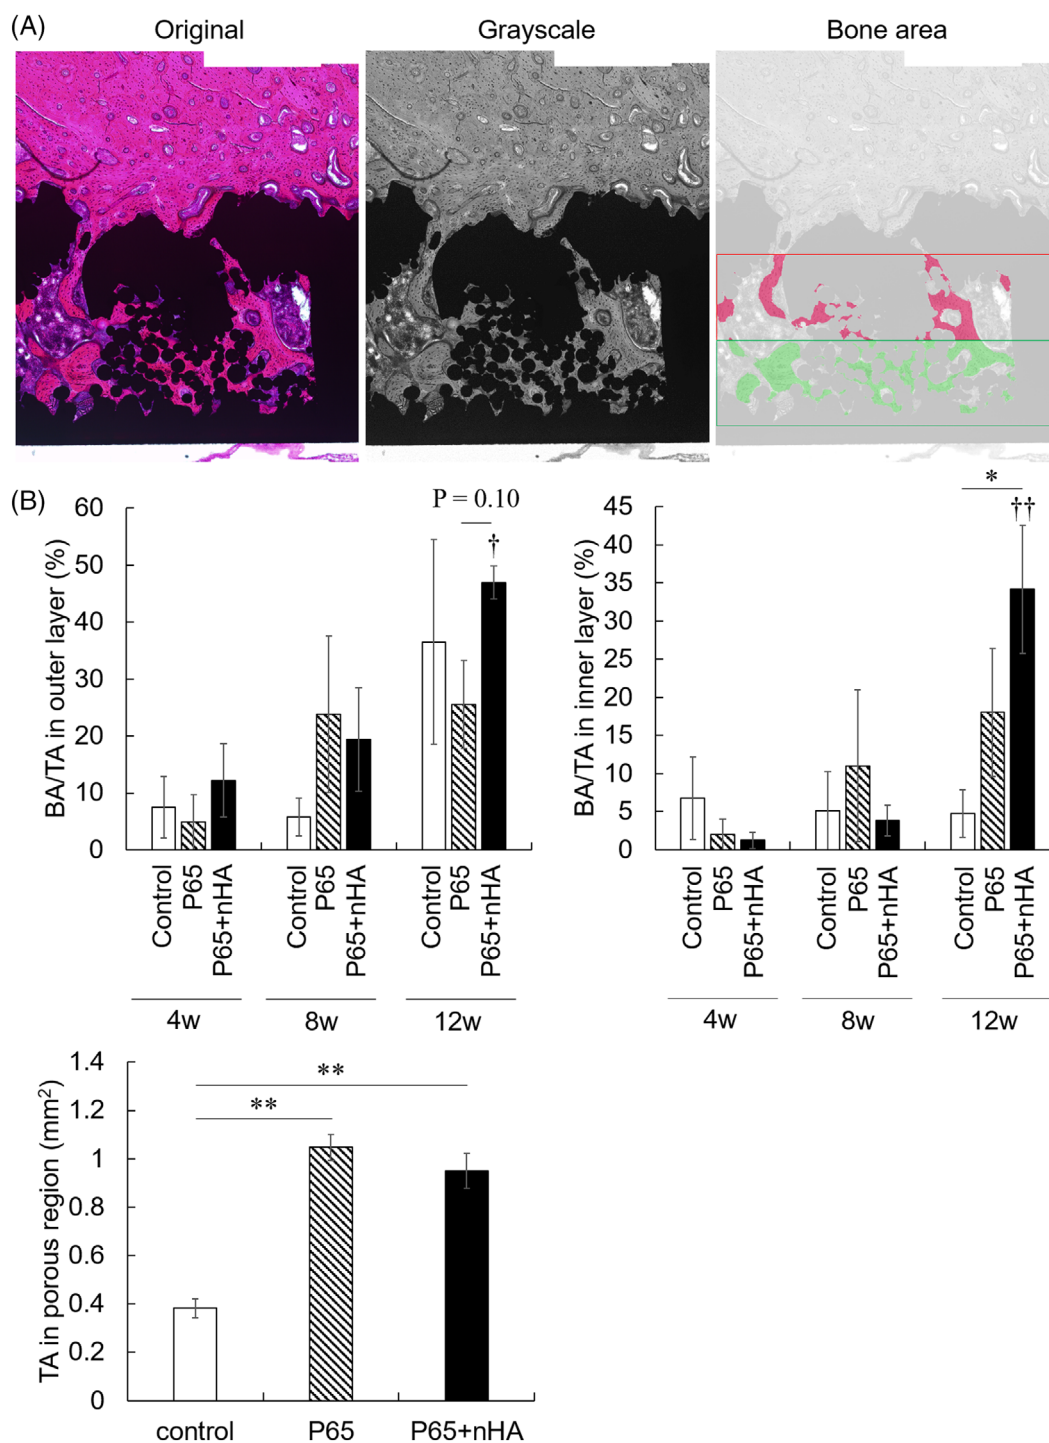 (A)
Original
Grayscale
Bone area
(B)
BA/TA in outer layer (%)
60
50
40
30
20
10
0
P = 0.10
†
Control
P65
P65+nHA
Control
P65
P65+nHA
Control
P65
P65+nHA
4w
8w
12w
BA/TA in inner layer (%)
45
40
35
30
25
20
15
10
5
0
*
††
Control
P65
P65+nHA
Control
P65
P65+nHA
Control
P65
P65+nHA
4w
8w
12w
TA in porous region (mm²)
1.4
1.2
1
0.8
0.6
0.4
0.2
0
**
**
control
P65
P65+nHA